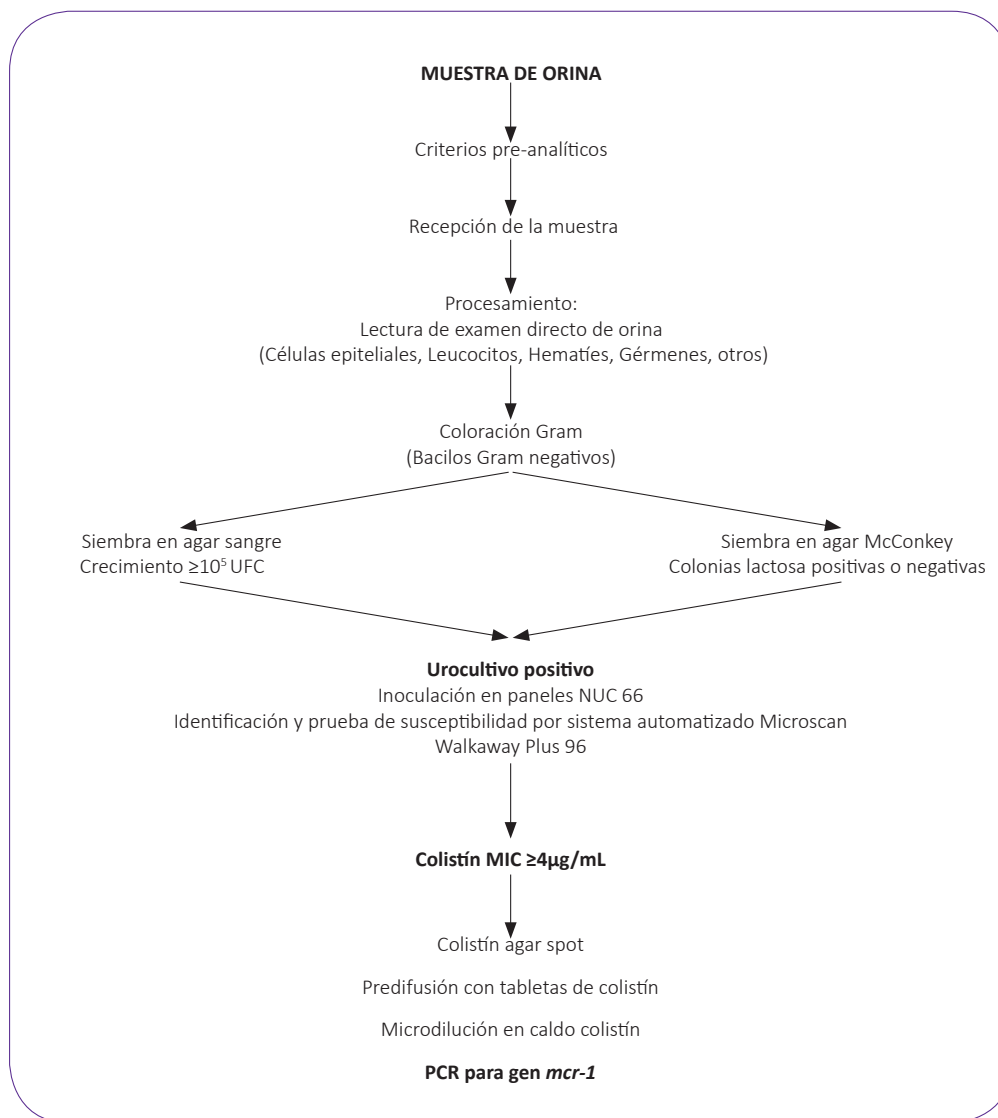 MUESTRA DE ORINA
Criterios pre-analíticos
Recepción de la muestra
Procesamiento:
Lectura de examen directo de orina
(Células epiteliales, Leucocitos, Hematíes, Gérmenes, otros)
Coloración Gram
(Bacilos Gram negativos)
Siembra en agar sangre
Crecimiento ≥10⁵ UFC
Siembra en agar McConkey
Colonias lactosa positivas o negativas
Urocultivo positivo
Inoculación en paneles NUC 66
Identificación y prueba de susceptibilidad por sistema automatizado Microscan
Walkaway Plus 96
Colistín MIC ≥4µg/mL
Colistín agar spot
Predifusión con tabletas de colistín
Microdilución en caldo colistín
PCR para gen mcr-1